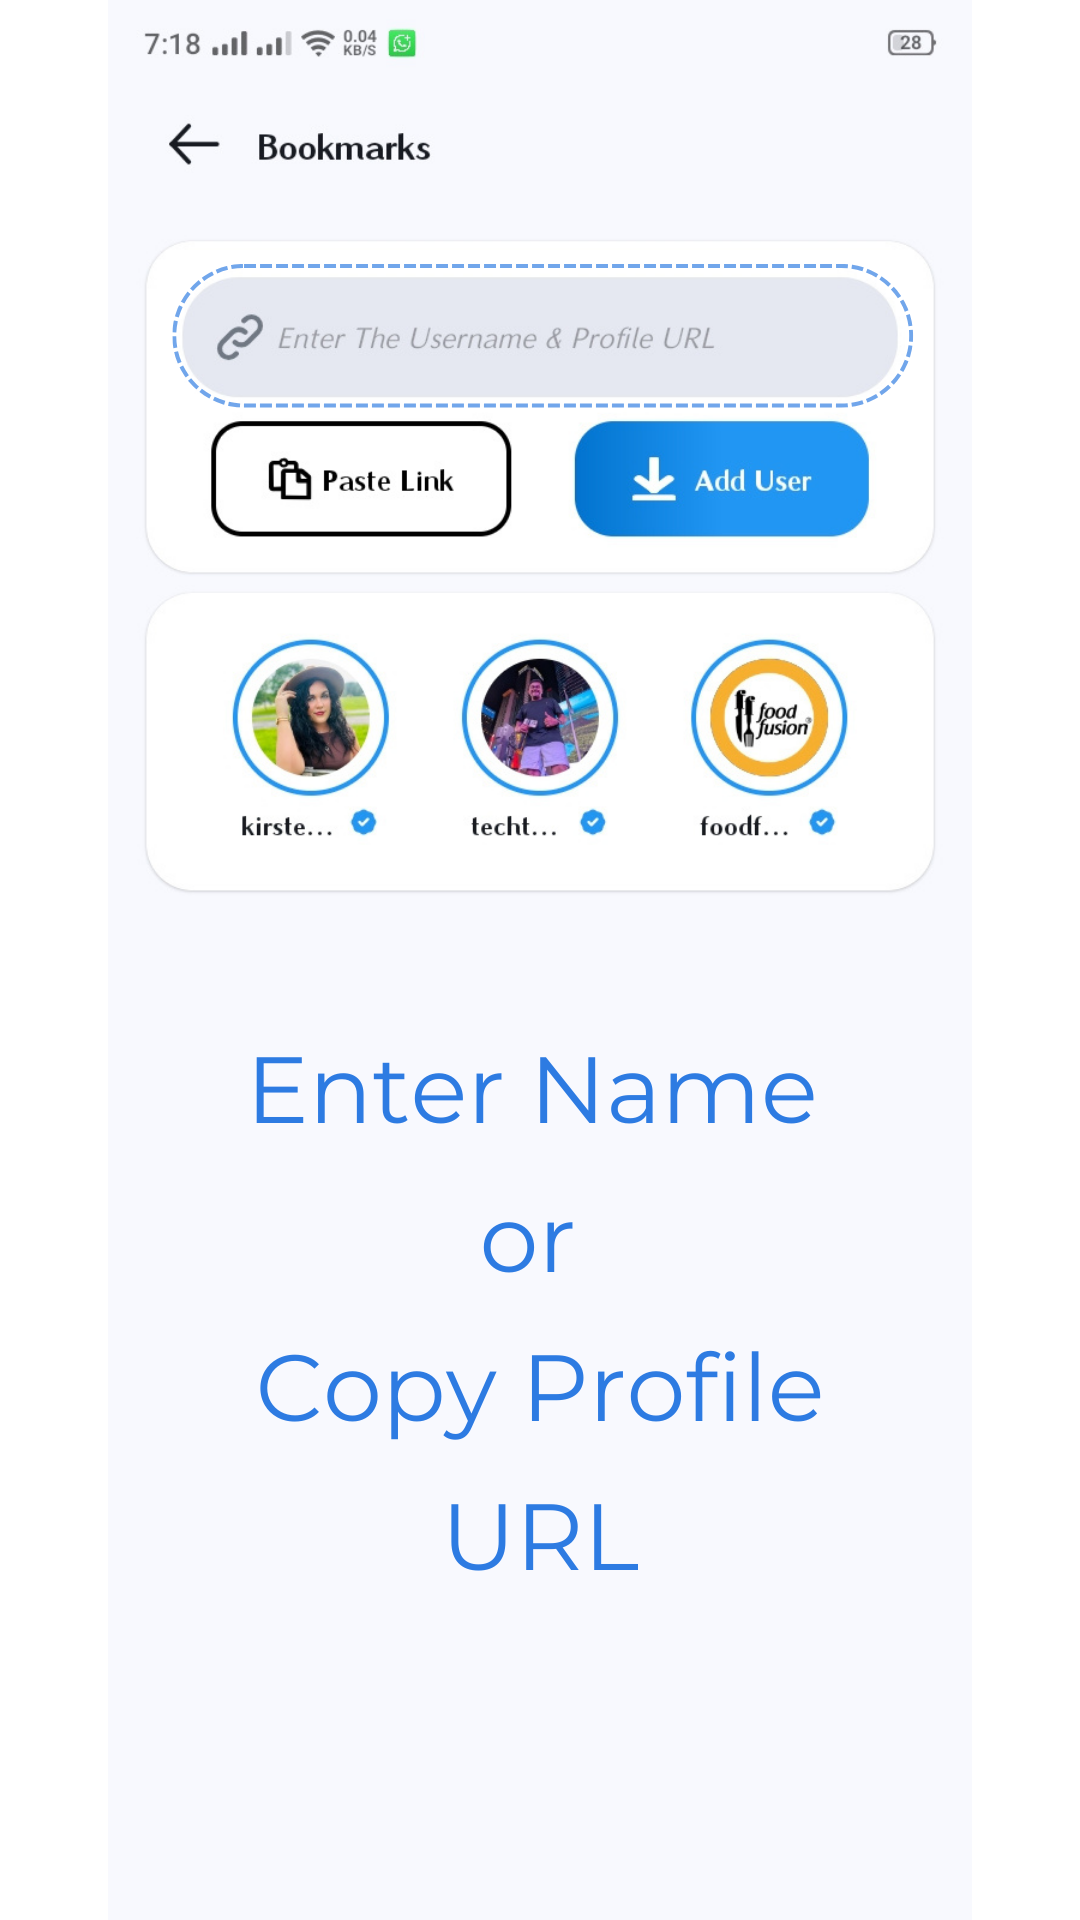 7:18 0.04 KB/S 28
Bookmarks
Enter The Username & Profile URL
Paste Link Add User
food fusion®
kirste... techt... foodf...
Enter Name
or
Copy Profile
URL